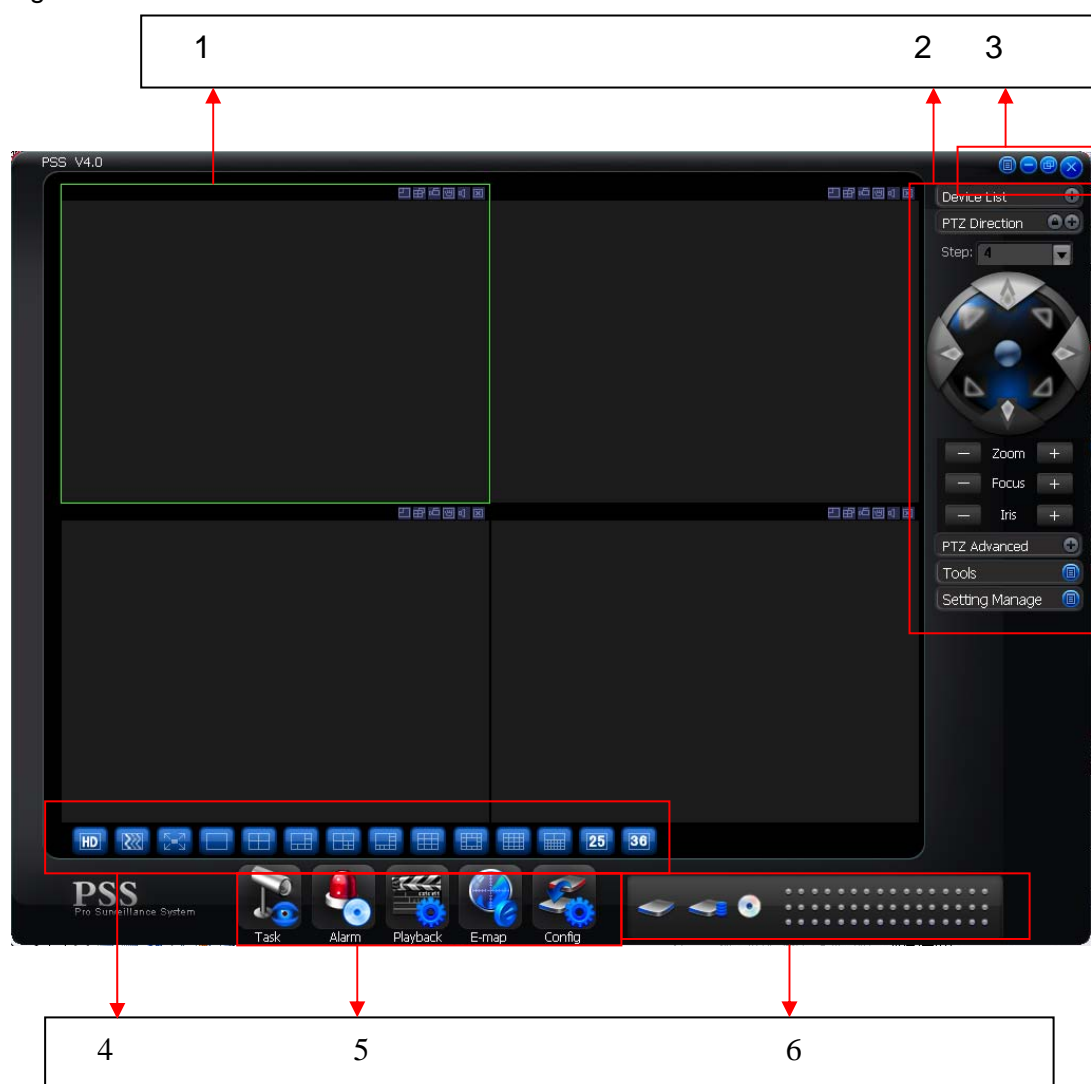 1 2 3
PSS V4.0
Device List
PTZ Direction
Step: 4
Zoom
Focus
Iris
PTZ Advanced
Tools
Setting Manage
HD 25 36
PSS
Pro Surveillance System
Task Alarm Playback E-map Config
4 5 6